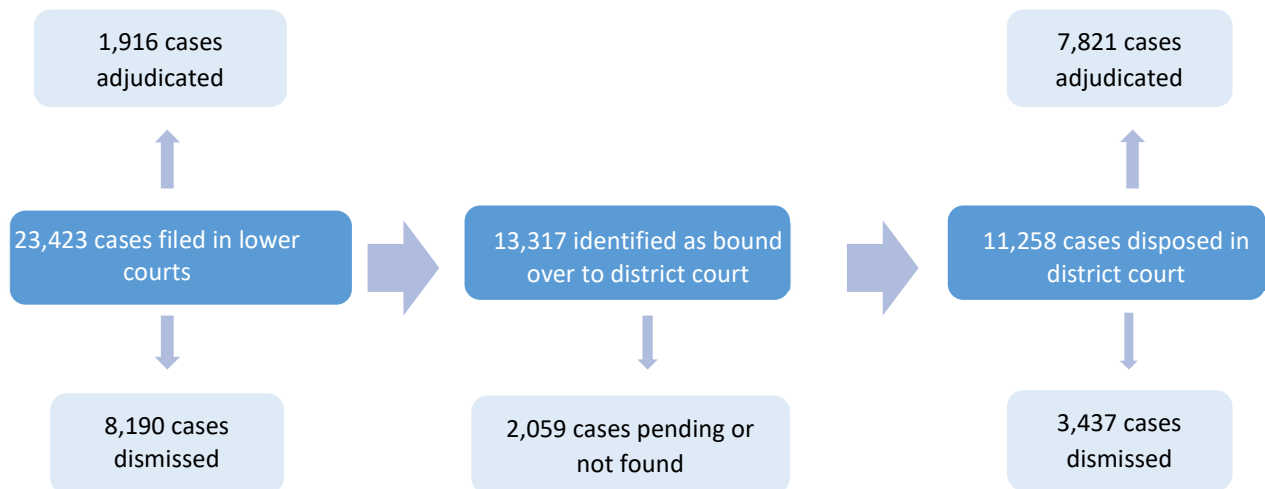 1,916 cases
adjudicated
7,821 cases
adjudicated
23,423 cases filed in lower
courts
13,317 identified as bound
over to district court
11,258 cases disposed in
district court
8,190 cases
dismissed
2,059 cases pending or
not found
3,437 cases
dismissed